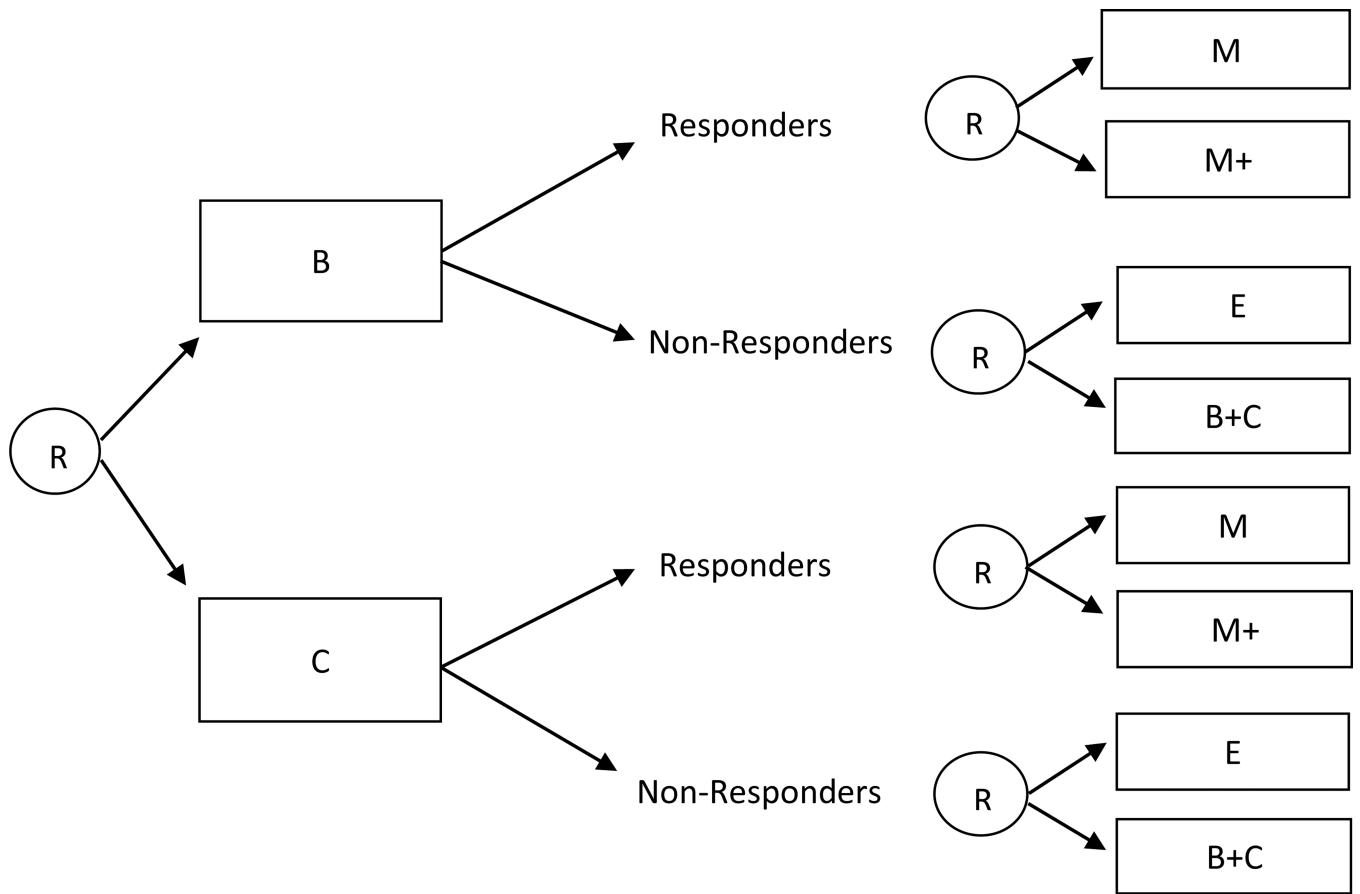 M
Responders
R
M+
B
E
Non-Responders
R
B+C
R
M
Responders
R
M+
C
E
Non-Responders
R
B+C